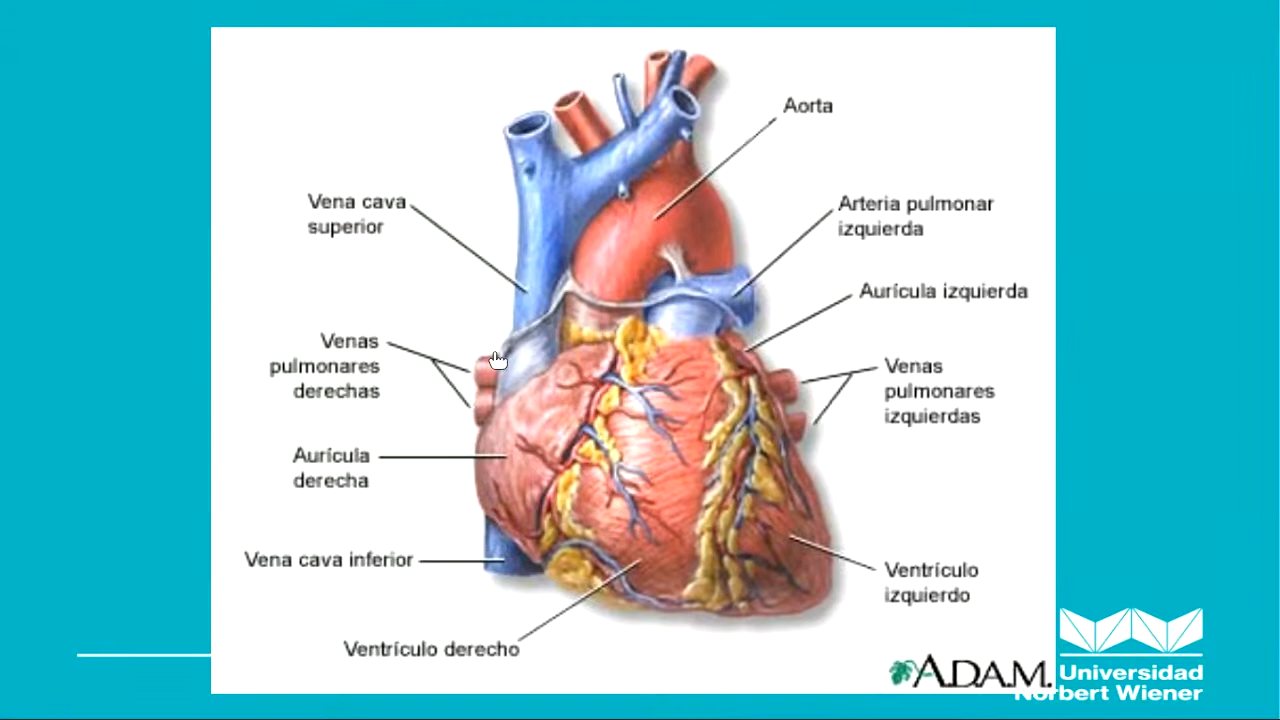 Aorta
Vena cava
superior
Arteria pulmonar
izquierda
Aurícula izquierda
Venas
pulmonares
derechas
Venas
pulmonares
izquierdas
Aurícula
derecha
Vena cava inferior
Ventrículo
izquierdo
Ventrículo derecho
A.D.A.M.
Universidad
Norbert Wiener